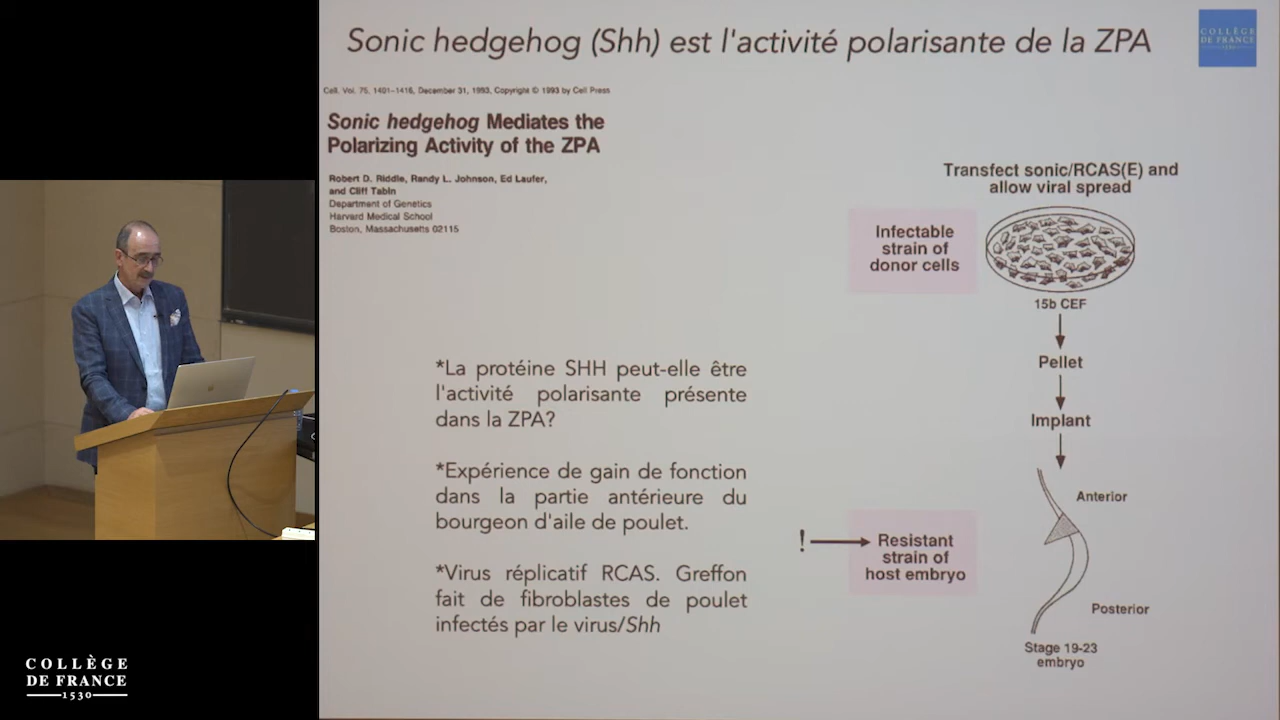 Sonic hedgehog (Shh) est l'activité polarisante de la ZPA
COLLÈGE
DE FRANCE
1530
Cell, Vol. 75, 1401-1416, December 31, 1993, Copyright © 1993 by Cell Press
Sonic hedgehog Mediates the
Polarizing Activity of the ZPA
Robert D. Riddle, Randy L. Johnson, Ed Laufer,
and Cliff Tabin
Department of Genetics
Harvard Medical School
Boston, Massachusetts 02115
*La protéine SHH peut-elle être
l'activité polarisante présente
dans la ZPA?
*Expérience de gain de fonction
dans la partie antérieure du
bourgeon d'aile de poulet.
*Virus réplicatif RCAS. Greffon
fait de fibroblastes de poulet
infectés par le virus/Shh
Transfect sonic/RCAS(E) and
allow viral spread
Infectable
strain of
donor cells
15b CEF
Pellet
Implant
Anterior
!
Resistant
strain of
host embryo
Posterior
Stage 19-23
embryo
COLLÈGE
DE FRANCE
1530